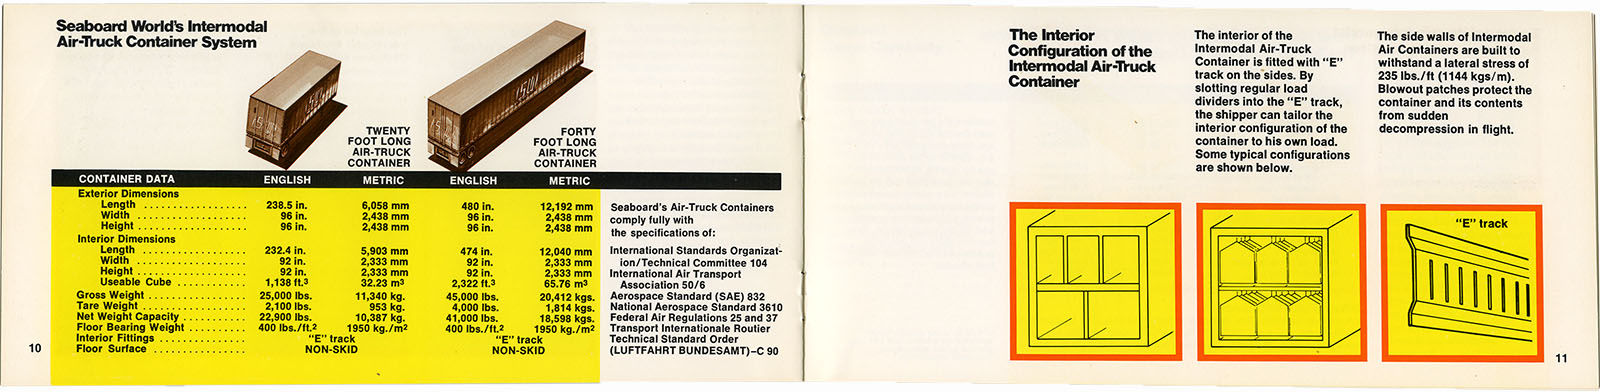 Seaboard World's Intermodal
Air-Truck Container System
TWENTY
FOOT LONG
AIR-TRUCK
CONTAINER
FORTY
FOOT LONG
AIR-TRUCK
CONTAINER
CONTAINER DATA ENGLISH METRIC ENGLISH METRIC
Exterior Dimensions
Length 238.5 in. 6,058 mm 480 in. 12,192 mm
Width 96 in. 2,438 mm 96 in. 2,438 mm
Height 96 in. 2,438 mm 96 in. 2,438 mm
Interior Dimensions
Length 232.4 in. 5,903 mm 474 in. 12,040 mm
Width 92 in. 2,333 mm 92 in. 2,333 mm
Height 92 in. 2,333 mm 92 in. 2,333 mm
Useable Cube 1,138 ft.3 32.23 m3 2,322 ft.3 65.76 m3
Gross Weight 25,000 lbs. 11,340 kg. 45,000 lbs. 20,412 kgs.
Tare Weight 2,100 lbs. 953 kg. 4,000 lbs. 1,814 kgs.
Net Weight Capacity 22,900 lbs. 10,387 kg. 41,000 lbs. 18,598 kgs.
Floor Bearing Weight 400 lbs./ft.2 1950 kg./m2 400 lbs./ft.2 1950 kg./m2
Interior Fittings "E" track "E" track
Floor Surface NON-SKID NON-SKID
Seaboard's Air-Truck Containers
comply fully with
the specifications of:
International Standards Organizat-
ion/Technical Committee 104
International Air Transport
Association 50/6
Aerospace Standard (SAE) 832
National Aerospace Standard 3610
Federal Air Regulations 25 and 37
Transport Internationale Routier
Technical Standard Order
(LUFTFAHRT BUNDESAMT)–C 90
10
The Interior
Configuration of the
Intermodal Air-Truck
Container
The interior of the
Intermodal Air-Truck
Container is fitted with "E"
track on the sides. By
slotting regular load
dividers into the "E" track,
the shipper can tailor the
interior configuration of the
container to his own load.
Some typical configurations
are shown below.
The side walls of Intermodal
Air Containers are built to
withstand a lateral stress of
235 lbs./ft (1144 kgs/m).
Blowout patches protect the
container and its contents
from sudden
decompression in flight.
"E" track
11